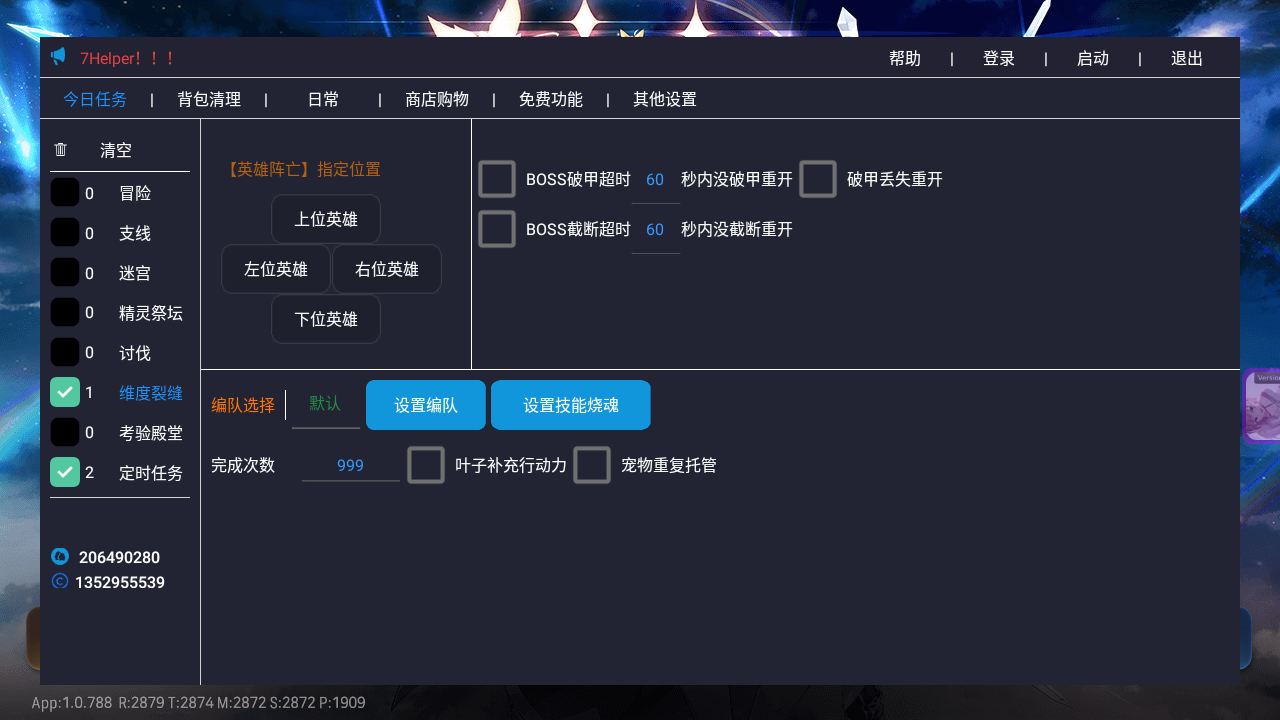 7Helper！！！ 帮助 | 登录 | 启动 | 退出
今日任务 | 背包清理 | 日常 | 商店购物 | 免费功能 | 其他设置
清空
0 冒险
0 支线
0 迷宫
0 精灵祭坛
0 讨伐
1 维度裂缝
0 考验殿堂
2 定时任务
206490280
1352955539
【英雄阵亡】指定位置
上位英雄
左位英雄 右位英雄
下位英雄
BOSS破甲超时 60 秒内没破甲重开 破甲丢失重开
BOSS截断超时 60 秒内没截断重开
编队选择 默认 设置编队 设置技能烧魂
完成次数 999 叶子补充行动力 宠物重复托管
Version
App:1.0.788 R:2879 T:2874 M:2872 S:2872 P:1909